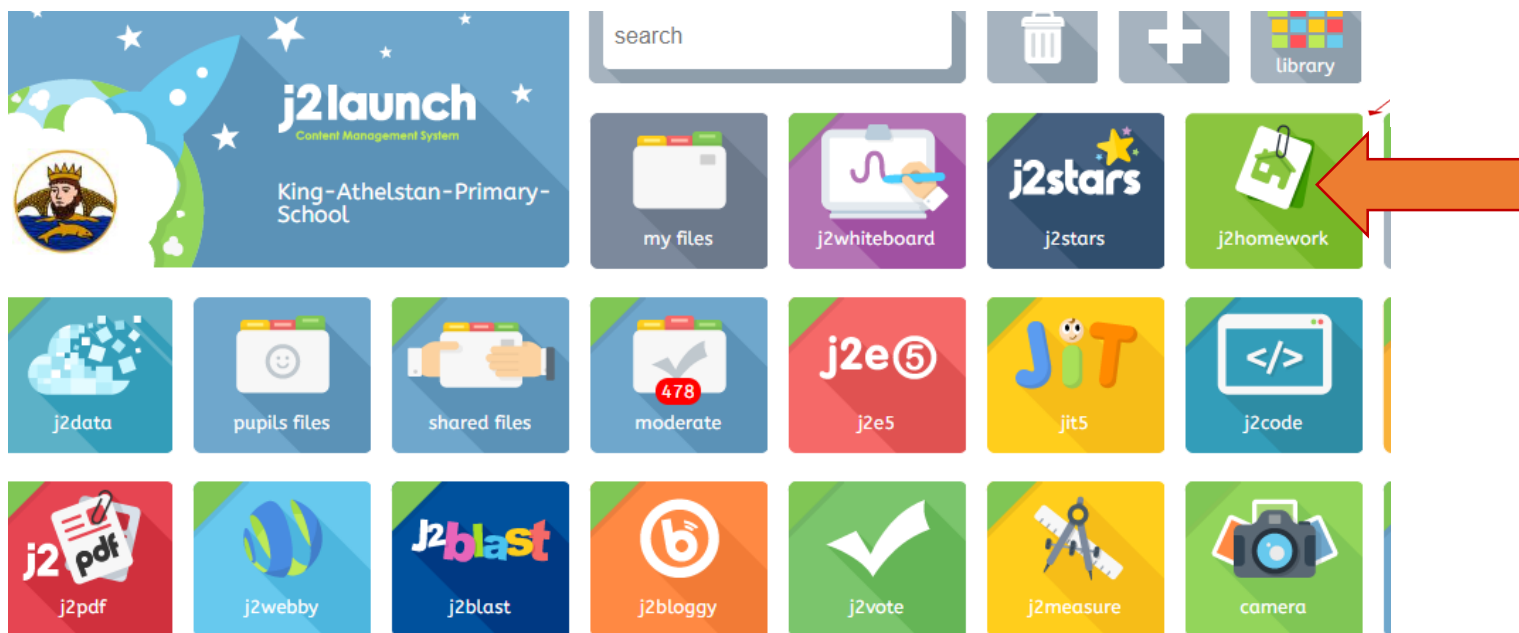 search
library
j2launch
Content Management System
King-Athelstan-Primary-
School
my files
j2whiteboard
j2stars
j2stars
j2homework
j2data
pupils files
shared files
478
moderate
j2e5
j2e5
JiT
jit5
</>
j2code
j2 pdf
j2pdf
j2webby
J2blast
j2blast
b
j2bloggy
j2vote
j2measure
camera